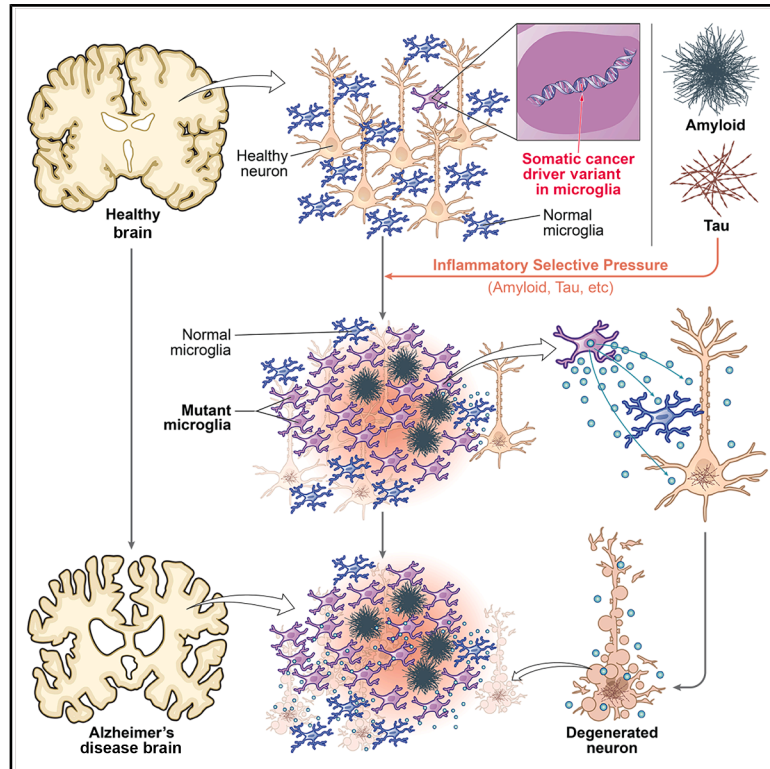 Healthy
brain
Healthy
neuron
Somatic cancer
driver variant
in microglia
Normal
microglia
Amyloid
Tau
Inflammatory Selective Pressure
(Amyloid, Tau, etc)
Normal
microglia
Mutant
microglia
Alzheimer's
disease brain
Degenerated
neuron